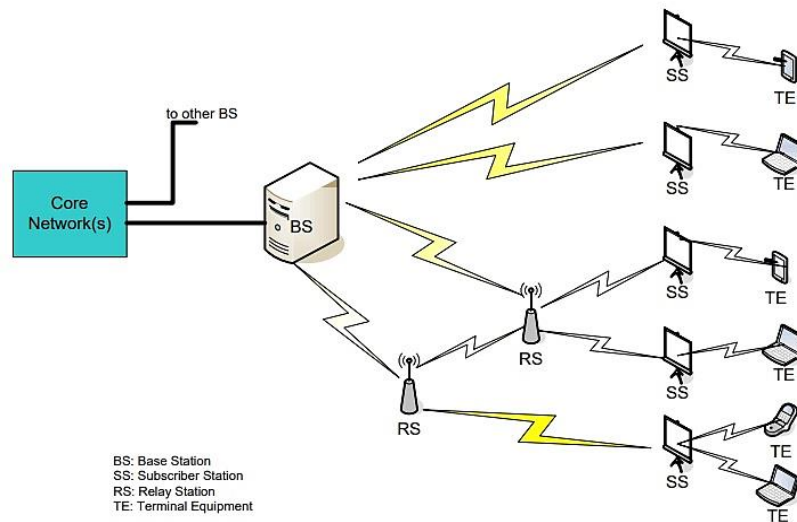 to other BS
Core
Network(s)
BS
SS
TE
SS
TE
SS
TE
RS
SS
TE
RS
SS
TE
TE
BS: Base Station
SS: Subscriber Station
RS: Relay Station
TE: Terminal Equipment